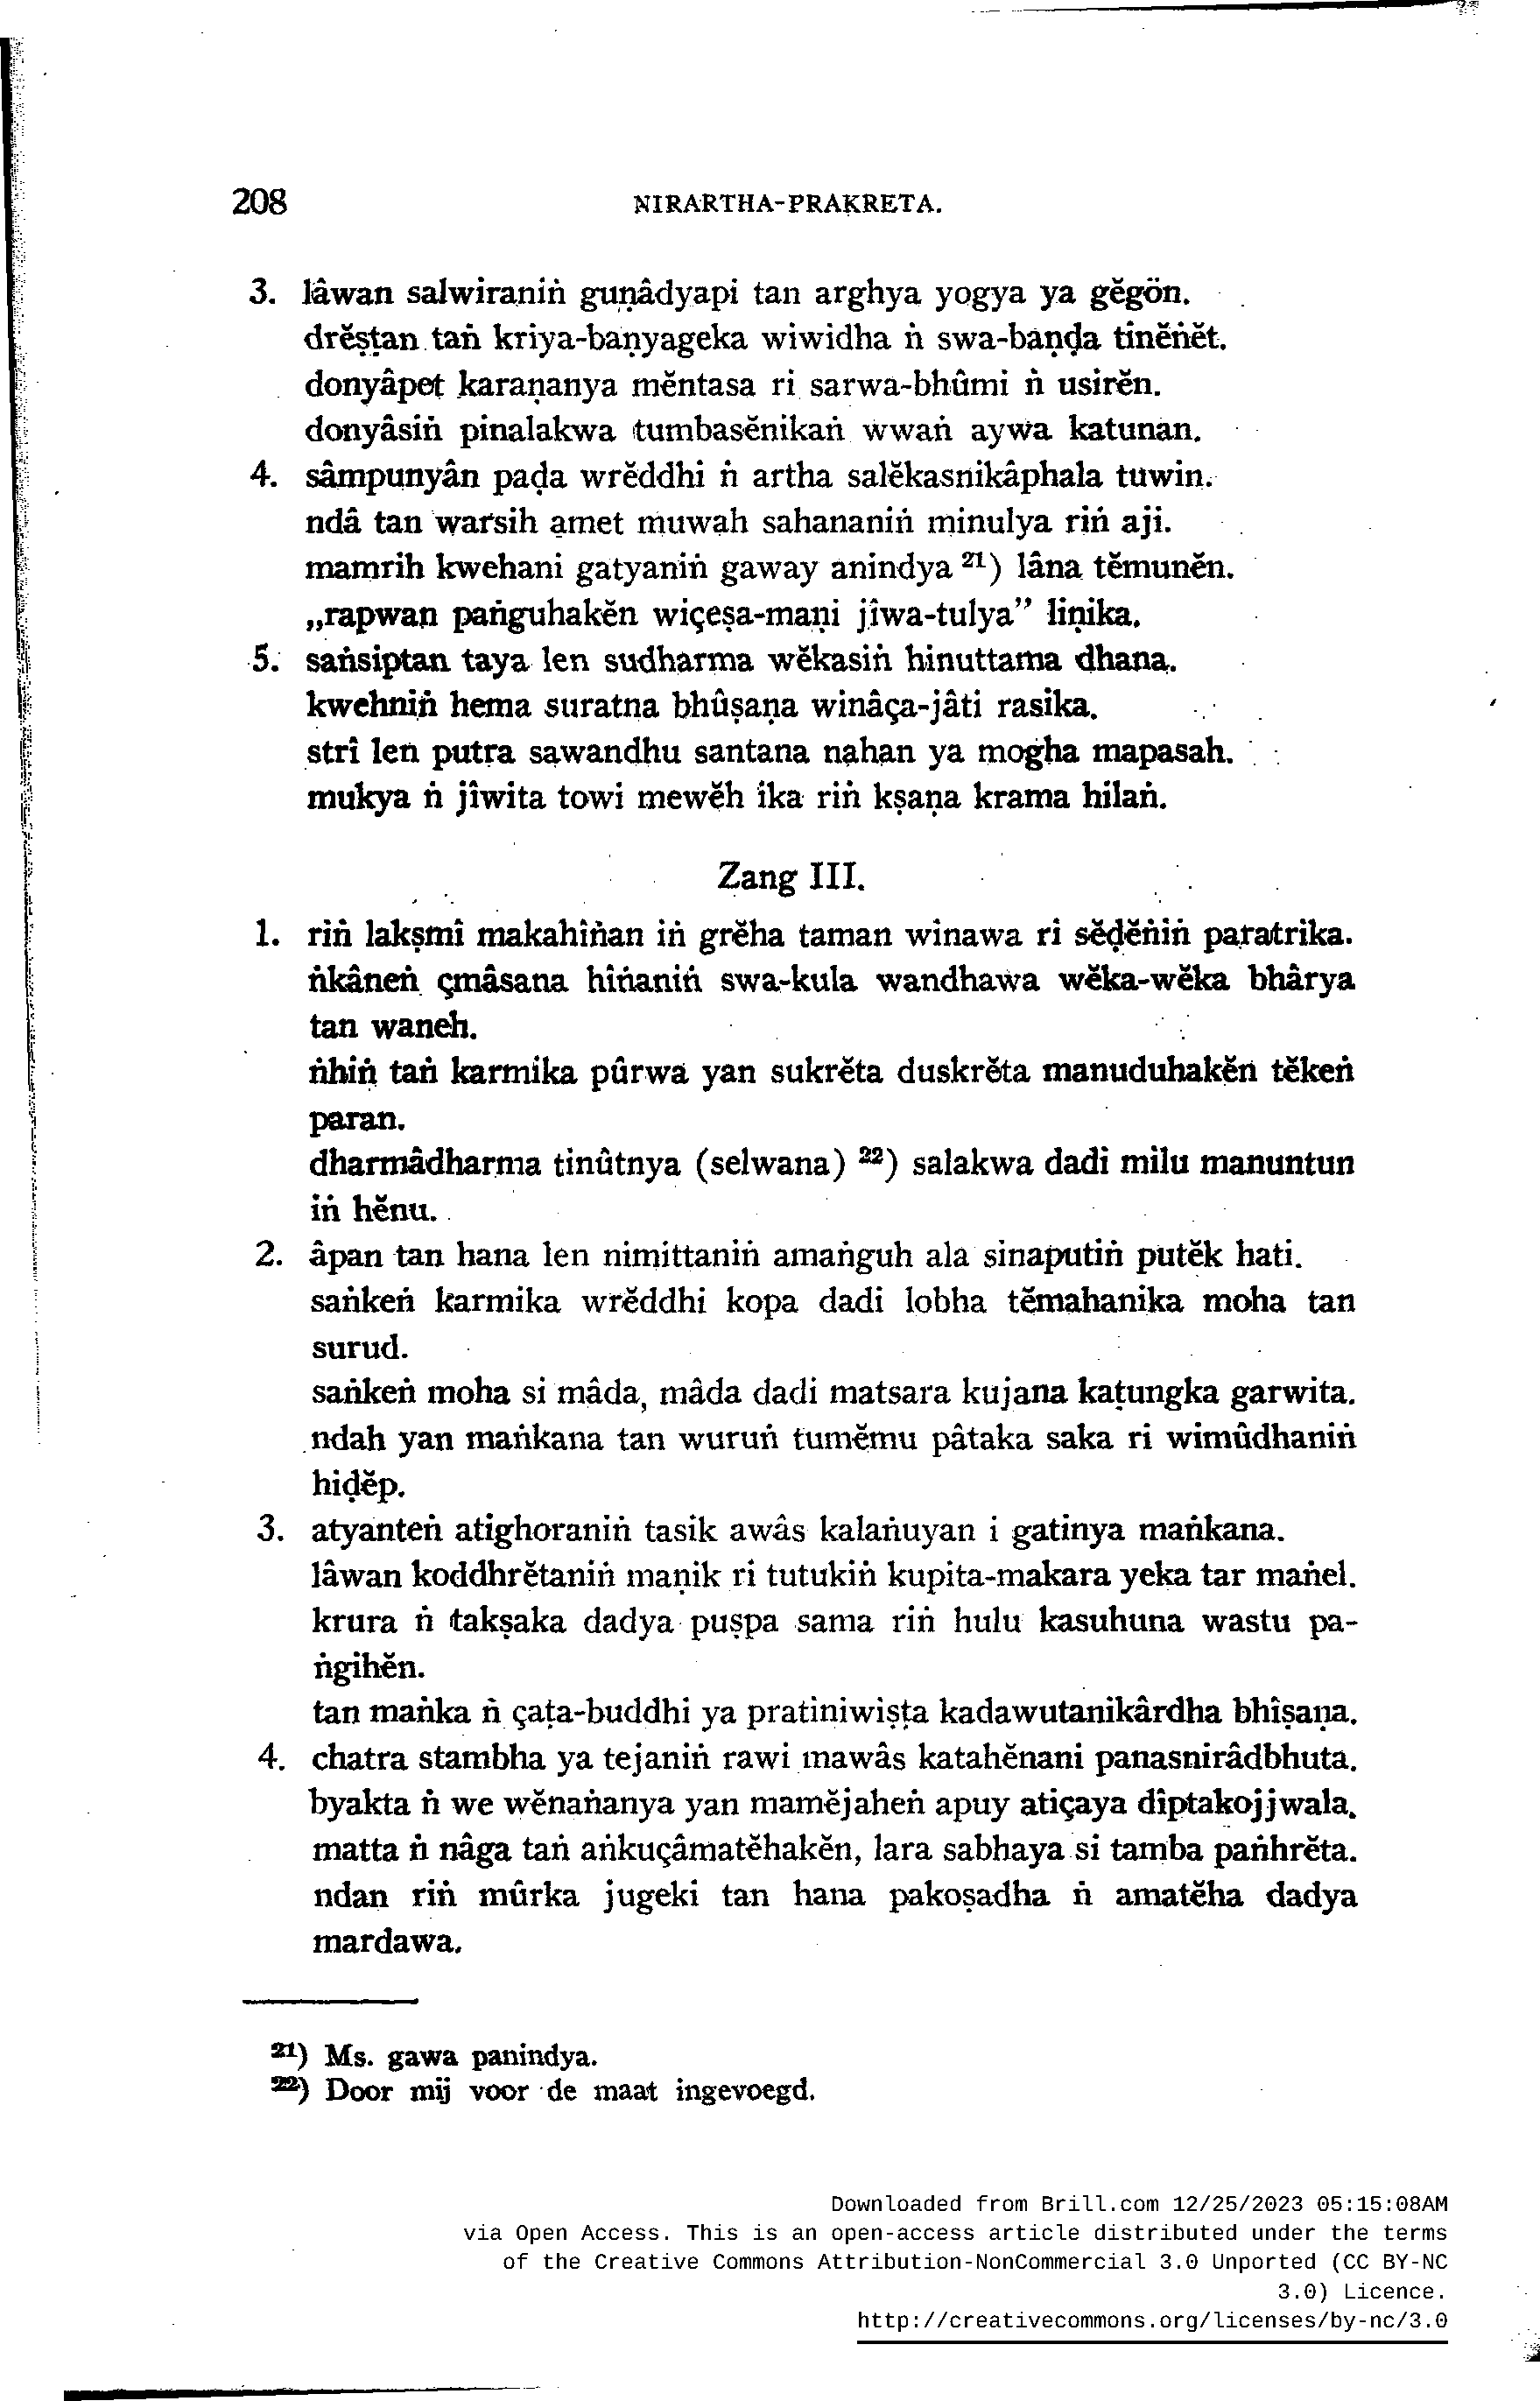 208 NIRARTHA-PRAKRETA.
3. lâwan salwiraniṅ guṇâdyapi tan arghya yogya ya gĕgön.
drĕṣṭan taṅ kriya-baṇyageka wiwidha ṅ swa-baṇḍa tinĕṅĕt.
donyâpet karaṇanya mĕntasa ri sarwa-bhûmi ṅ usirĕn.
donyâsiṅ pinalakwa tumbasĕnikaṅ wwaṅ aywa katunan.
4. sâmpunyân paḍa wrĕddhi ṅ artha salĕkasnikâphala tuwin.
ndâ tan warsih amet muwah sahananiṅ minulya riṅ aji.
mamrih kwehani gatyaniṅ gaway anindya ²¹) lâna tĕmunĕn.
„rapwan paṅguhakĕn wiçeṣa-maṇi jîwa-tulya” liṇika.
5. saṅsiptan taya len sudharma wĕkasiṅ hinuttama dhana.
kwehniṅ hema suratna bhûṣaṇa winâça-jâti rasika.
strî len putra sawandhu santana nahan ya mogha mapasah.
mukya ṅ jîwita towi mewĕh ika riṅ kṣaṇa krama hilaṅ.
Zang III.
1. riṅ lakṣmî makahiṅan iṅ grĕha taman winawa ri sĕḍĕṅiṅ paratrika.
ṅkâneṅ çmâsana hiṅaniṅ swa-kula wandhawa wĕka-wĕka bhârya
tan waneh.
ṅhiṅ taṅ karmika pûrwa yan sukrĕta duskrĕta manuduhakĕn tĕkeṅ
paran.
dharmâdharma tinûtnya (selwana) ²²) salakwa dadi milu manuntun
iṅ hĕnu.
2. âpan tan hana len nimittaniṅ amaṅguh ala sinaputiṅ putĕk hati.
saṅkeṅ karmika wrĕddhi kopa dadi lobha tĕmahanika moha tan
surud.
saṅkeṅ moha si mâda, mâda dadi matsara kujana kaṭungka garwita.
ndah yan maṅkana tan wuruṅ tumĕmu pâtaka saka ri wimûdhaniṅ
hiḍĕp.
3. atyanteṅ atighoraniṅ tasik awâs kalaṅuyan i gatinya maṅkana.
lâwan koddhrĕtaniṅ maṇik ri tutukiṅ kupita-makara yeka tar maṅel.
krura ṅ takṣaka dadya puṣpa sama riṅ hulu kasuhuna wastu pa-
ṅgihĕn.
tan maṅka ṅ çaṭa-buddhi ya pratiniwiṣṭa kadawutanikârdha bhîṣaṇa.
4. chatra stambha ya tejaniṅ rawi mawâs katahĕnani panasnirâdbhuta.
byakta ṅ we wĕnaṅanya yan mamĕjaheṅ apuy atiçaya dîptakojjwala.
matta ṅ nâga taṅ aṅkuçâmatĕhakĕn, lara sabhaya si tamba paṅhrĕta.
ndan riṅ mûrka jugeki tan hana pakoṣadha ṅ amatĕha dadya
mardawa.
²¹) Ms. gawa panindya.
²²) Door mij voor de maat ingevoegd.
Downloaded from Brill.com 12/25/2023 05:15:08AM
via Open Access. This is an open-access article distributed under the terms
of the Creative Commons Attribution-NonCommercial 3.0 Unported (CC BY-NC
3.0) Licence.
http://creativecommons.org/licenses/by-nc/3.0